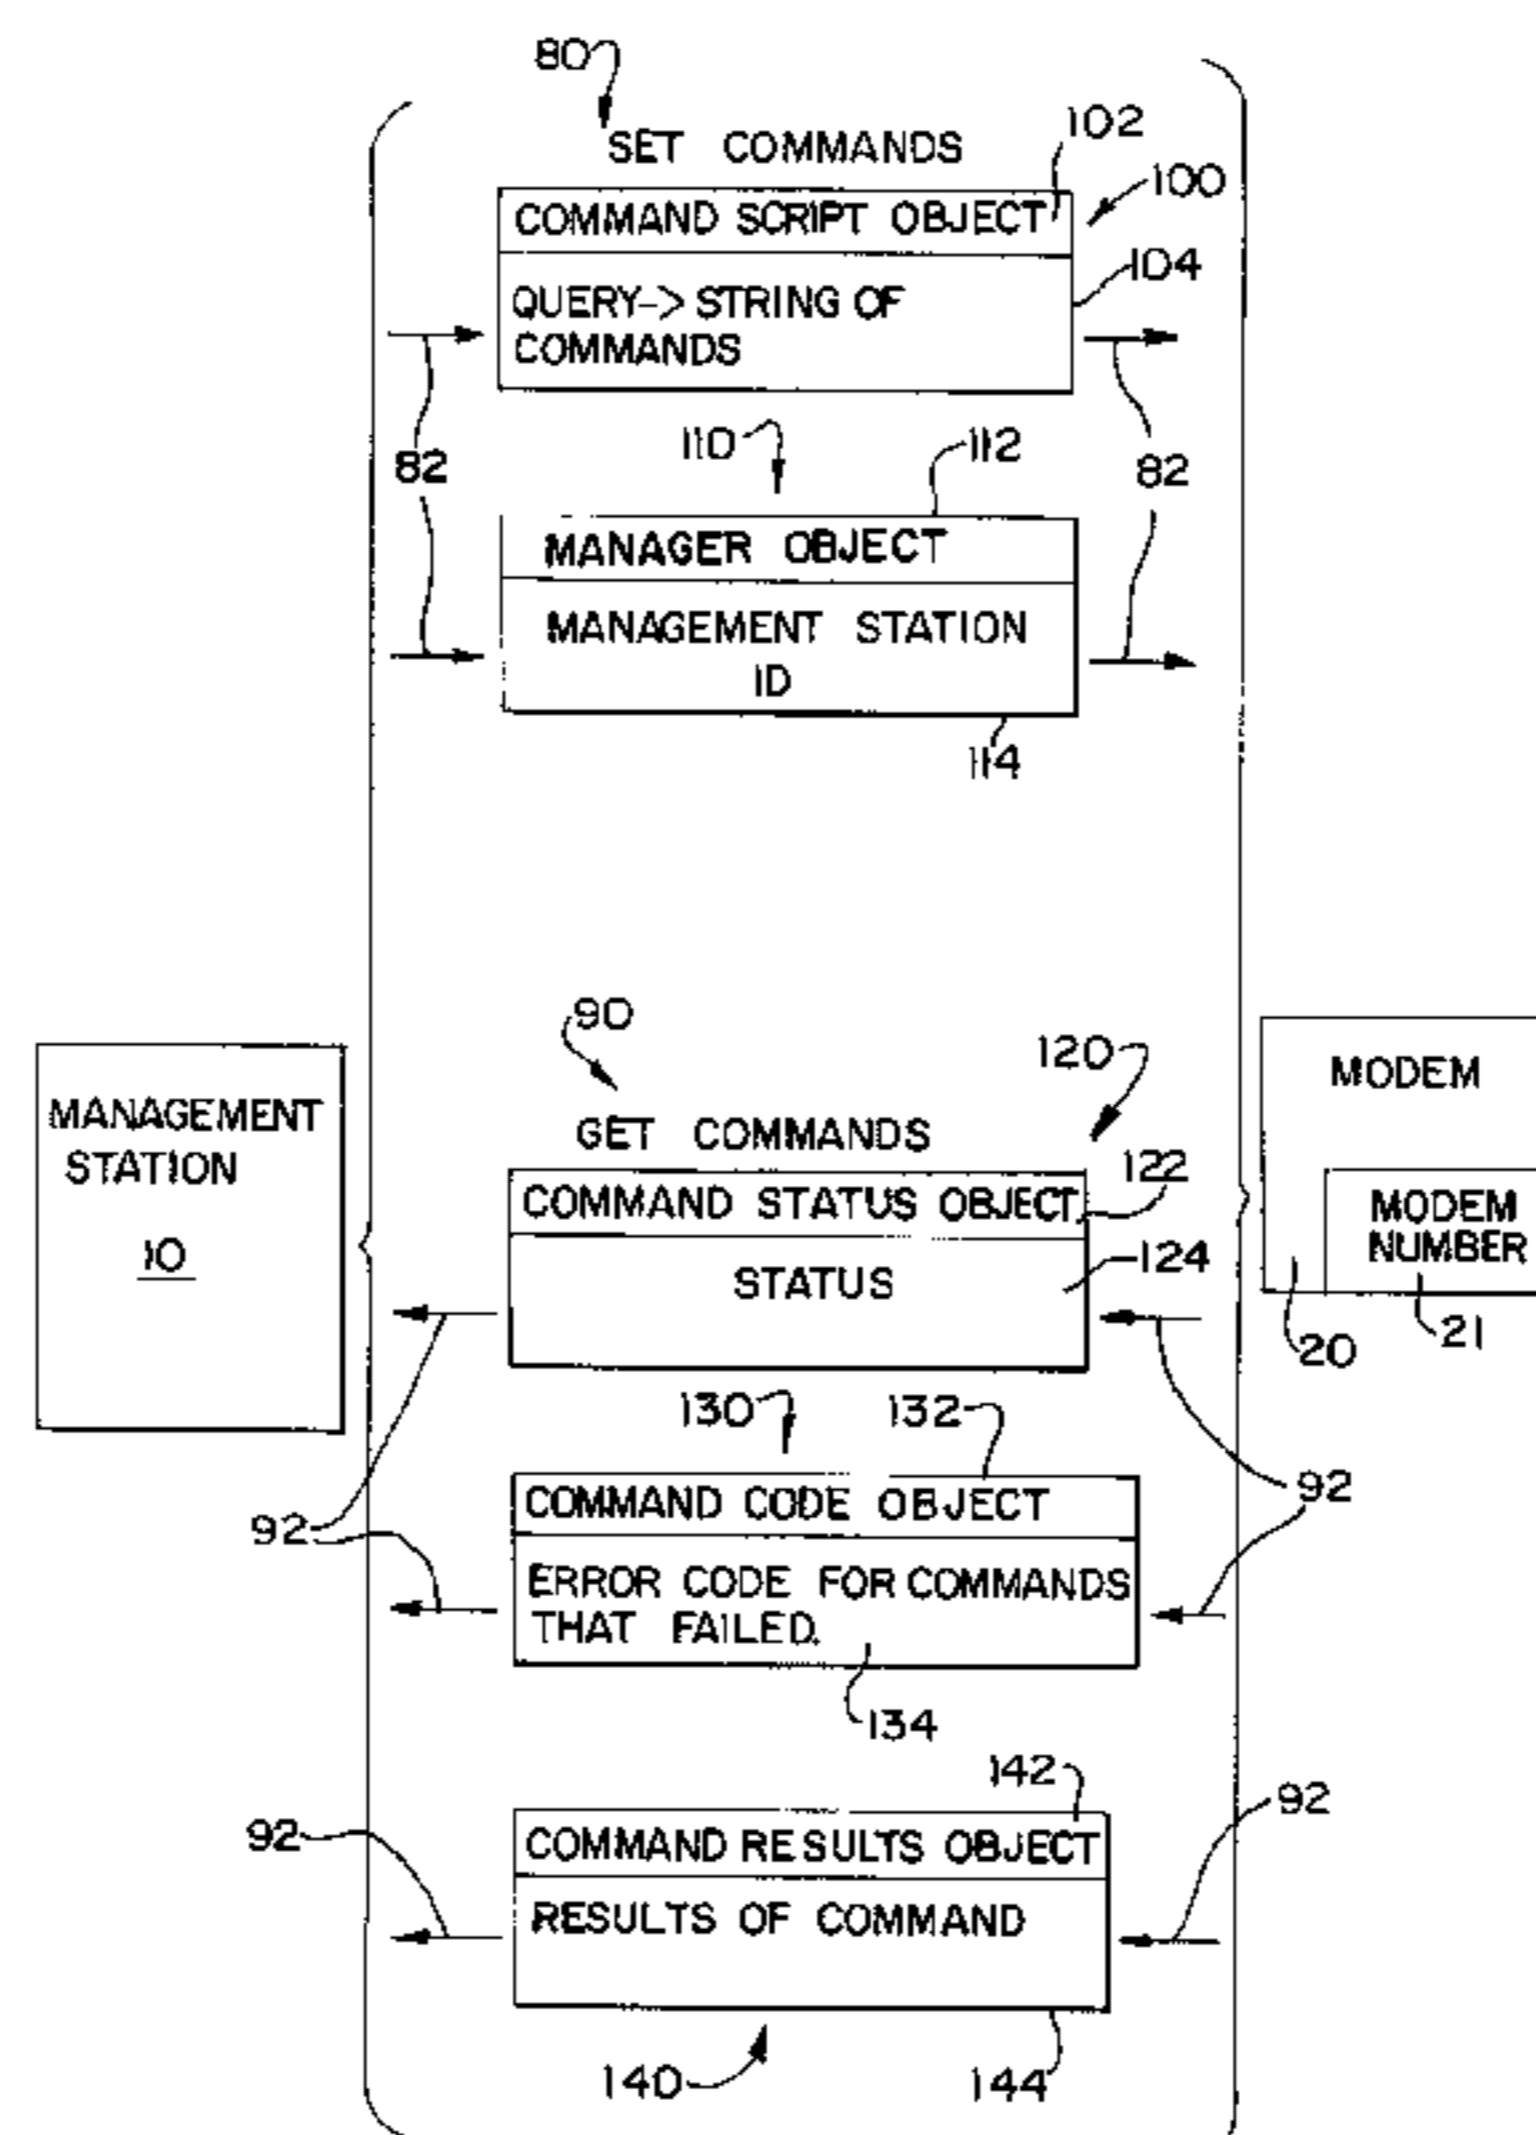 80
SET COMMANDS
102
100
COMMAND SCRIPT OBJECT
104
QUERY-> STRING OF
COMMANDS
82
110
112
82
MANAGER OBJECT
MANAGEMENT STATION
ID
114
90
120
MANAGEMENT
STATION
10
GET COMMANDS
122
COMMAND STATUS OBJECT
124
STATUS
MODEM
MODEM
NUMBER
20
21
130
132
92
92
COMMAND CODE OBJECT
ERROR CODE FOR COMMANDS
THAT FAILED.
134
142
92
92
COMMAND RESULTS OBJECT
RESULTS OF COMMAND
140
144